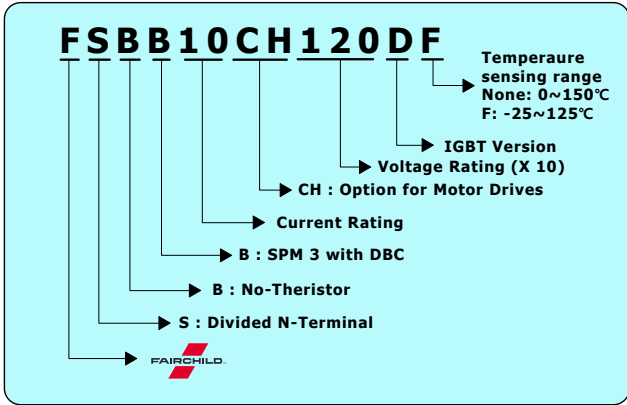 FSBB10CH120DF
Temperaure
sensing range
None: 0~150℃
F: -25~125℃
IGBT Version
Voltage Rating (X 10)
CH : Option for Motor Drives
Current Rating
B : SPM 3 with DBC
B : No-Theristor
S : Divided N-Terminal
FAIRCHILD